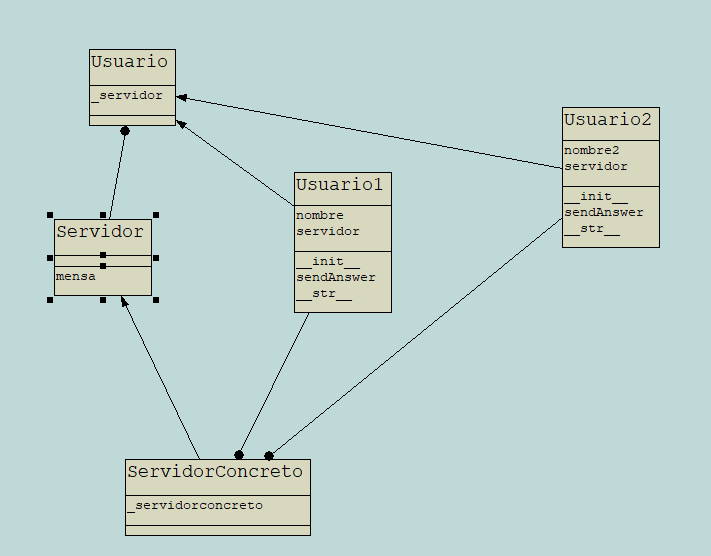 Usuario
_servidor
Usuario2
nombre2
servidor
__init__
sendAnswer
__str__
Usuario1
nombre
servidor
__init__
sendAnswer
__str__
Servidor
mensa
ServidorConcreto
_servidorconcreto